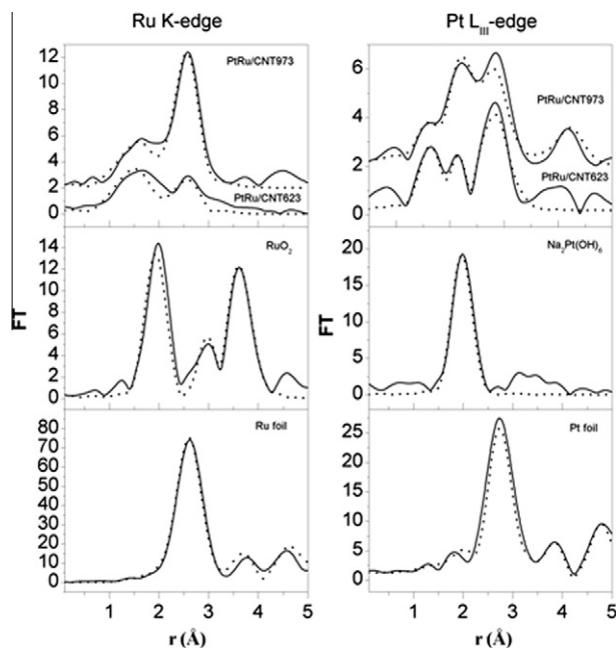 Ru K-edge
Pt L_III-edge
PtRu/CNT973
PtRu/CNT623
12
10
8
6
4
2
0
PtRu/CNT973
PtRu/CNT623
6
4
2
0
RuO₂
14
12
10
8
6
4
2
0
FT
Na₂Pt(OH)₆
20
15
10
5
0
FT
Ru foil
80
70
60
50
40
30
20
10
0
Pt foil
25
20
15
10
5
0
1 2 3 4 5
r (Å)
1 2 3 4 5
r (Å)